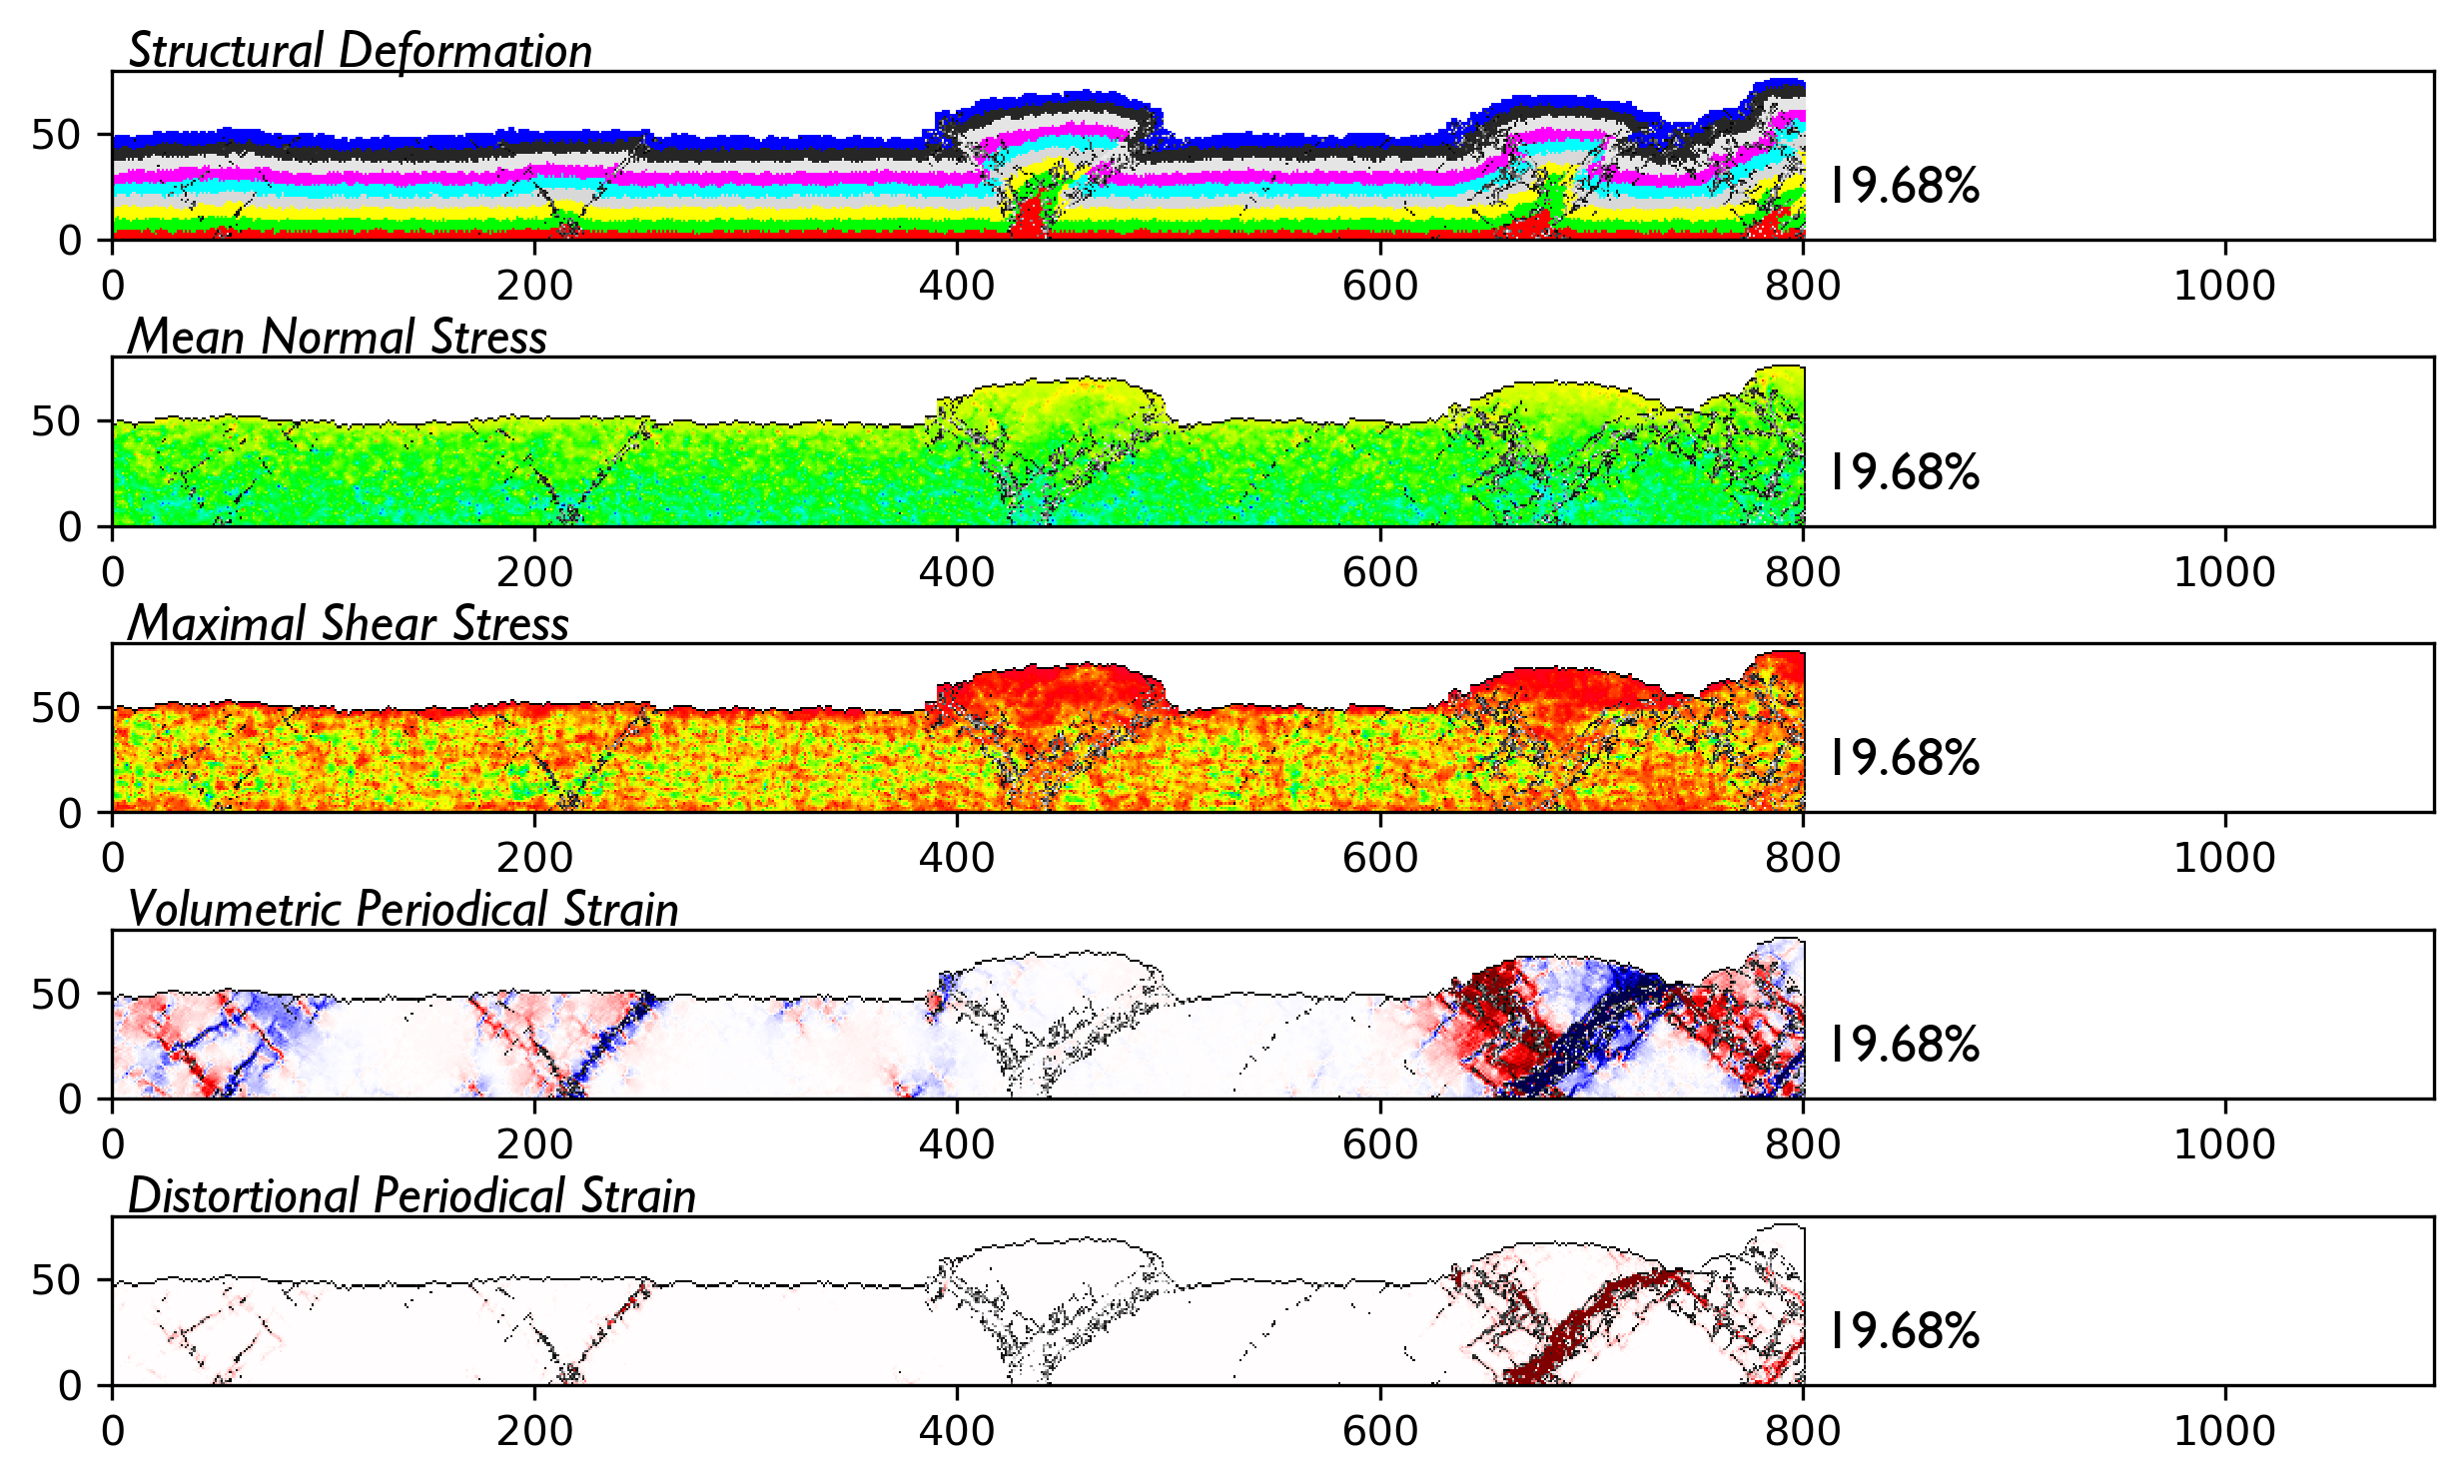 Structural Deformation
50
0
19.68%
0 200 400 600 800 1000
Mean Normal Stress
50
0
19.68%
0 200 400 600 800 1000
Maximal Shear Stress
50
0
19.68%
0 200 400 600 800 1000
Volumetric Periodical Strain
50
0
19.68%
0 200 400 600 800 1000
Distortional Periodical Strain
50
0
19.68%
0 200 400 600 800 1000